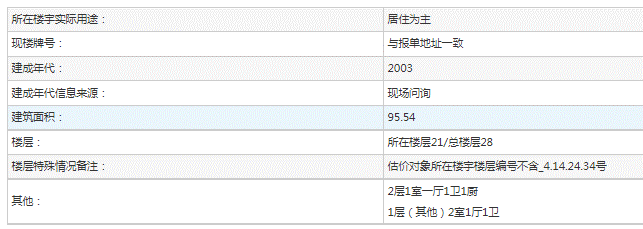 所在楼宇实际用途： 居住为主
现楼牌号： 与报单地址一致
建成年代： 2003
建成年代信息来源： 现场问询
建筑面积： 95.54
楼层： 所在楼层21/总楼层28
楼层特殊情况备注： 估价对象所在楼宇楼层编号不含_4.14.24.34号
其他： 2层1室一厅1卫1厨
1层（其他）2室1厅1卫